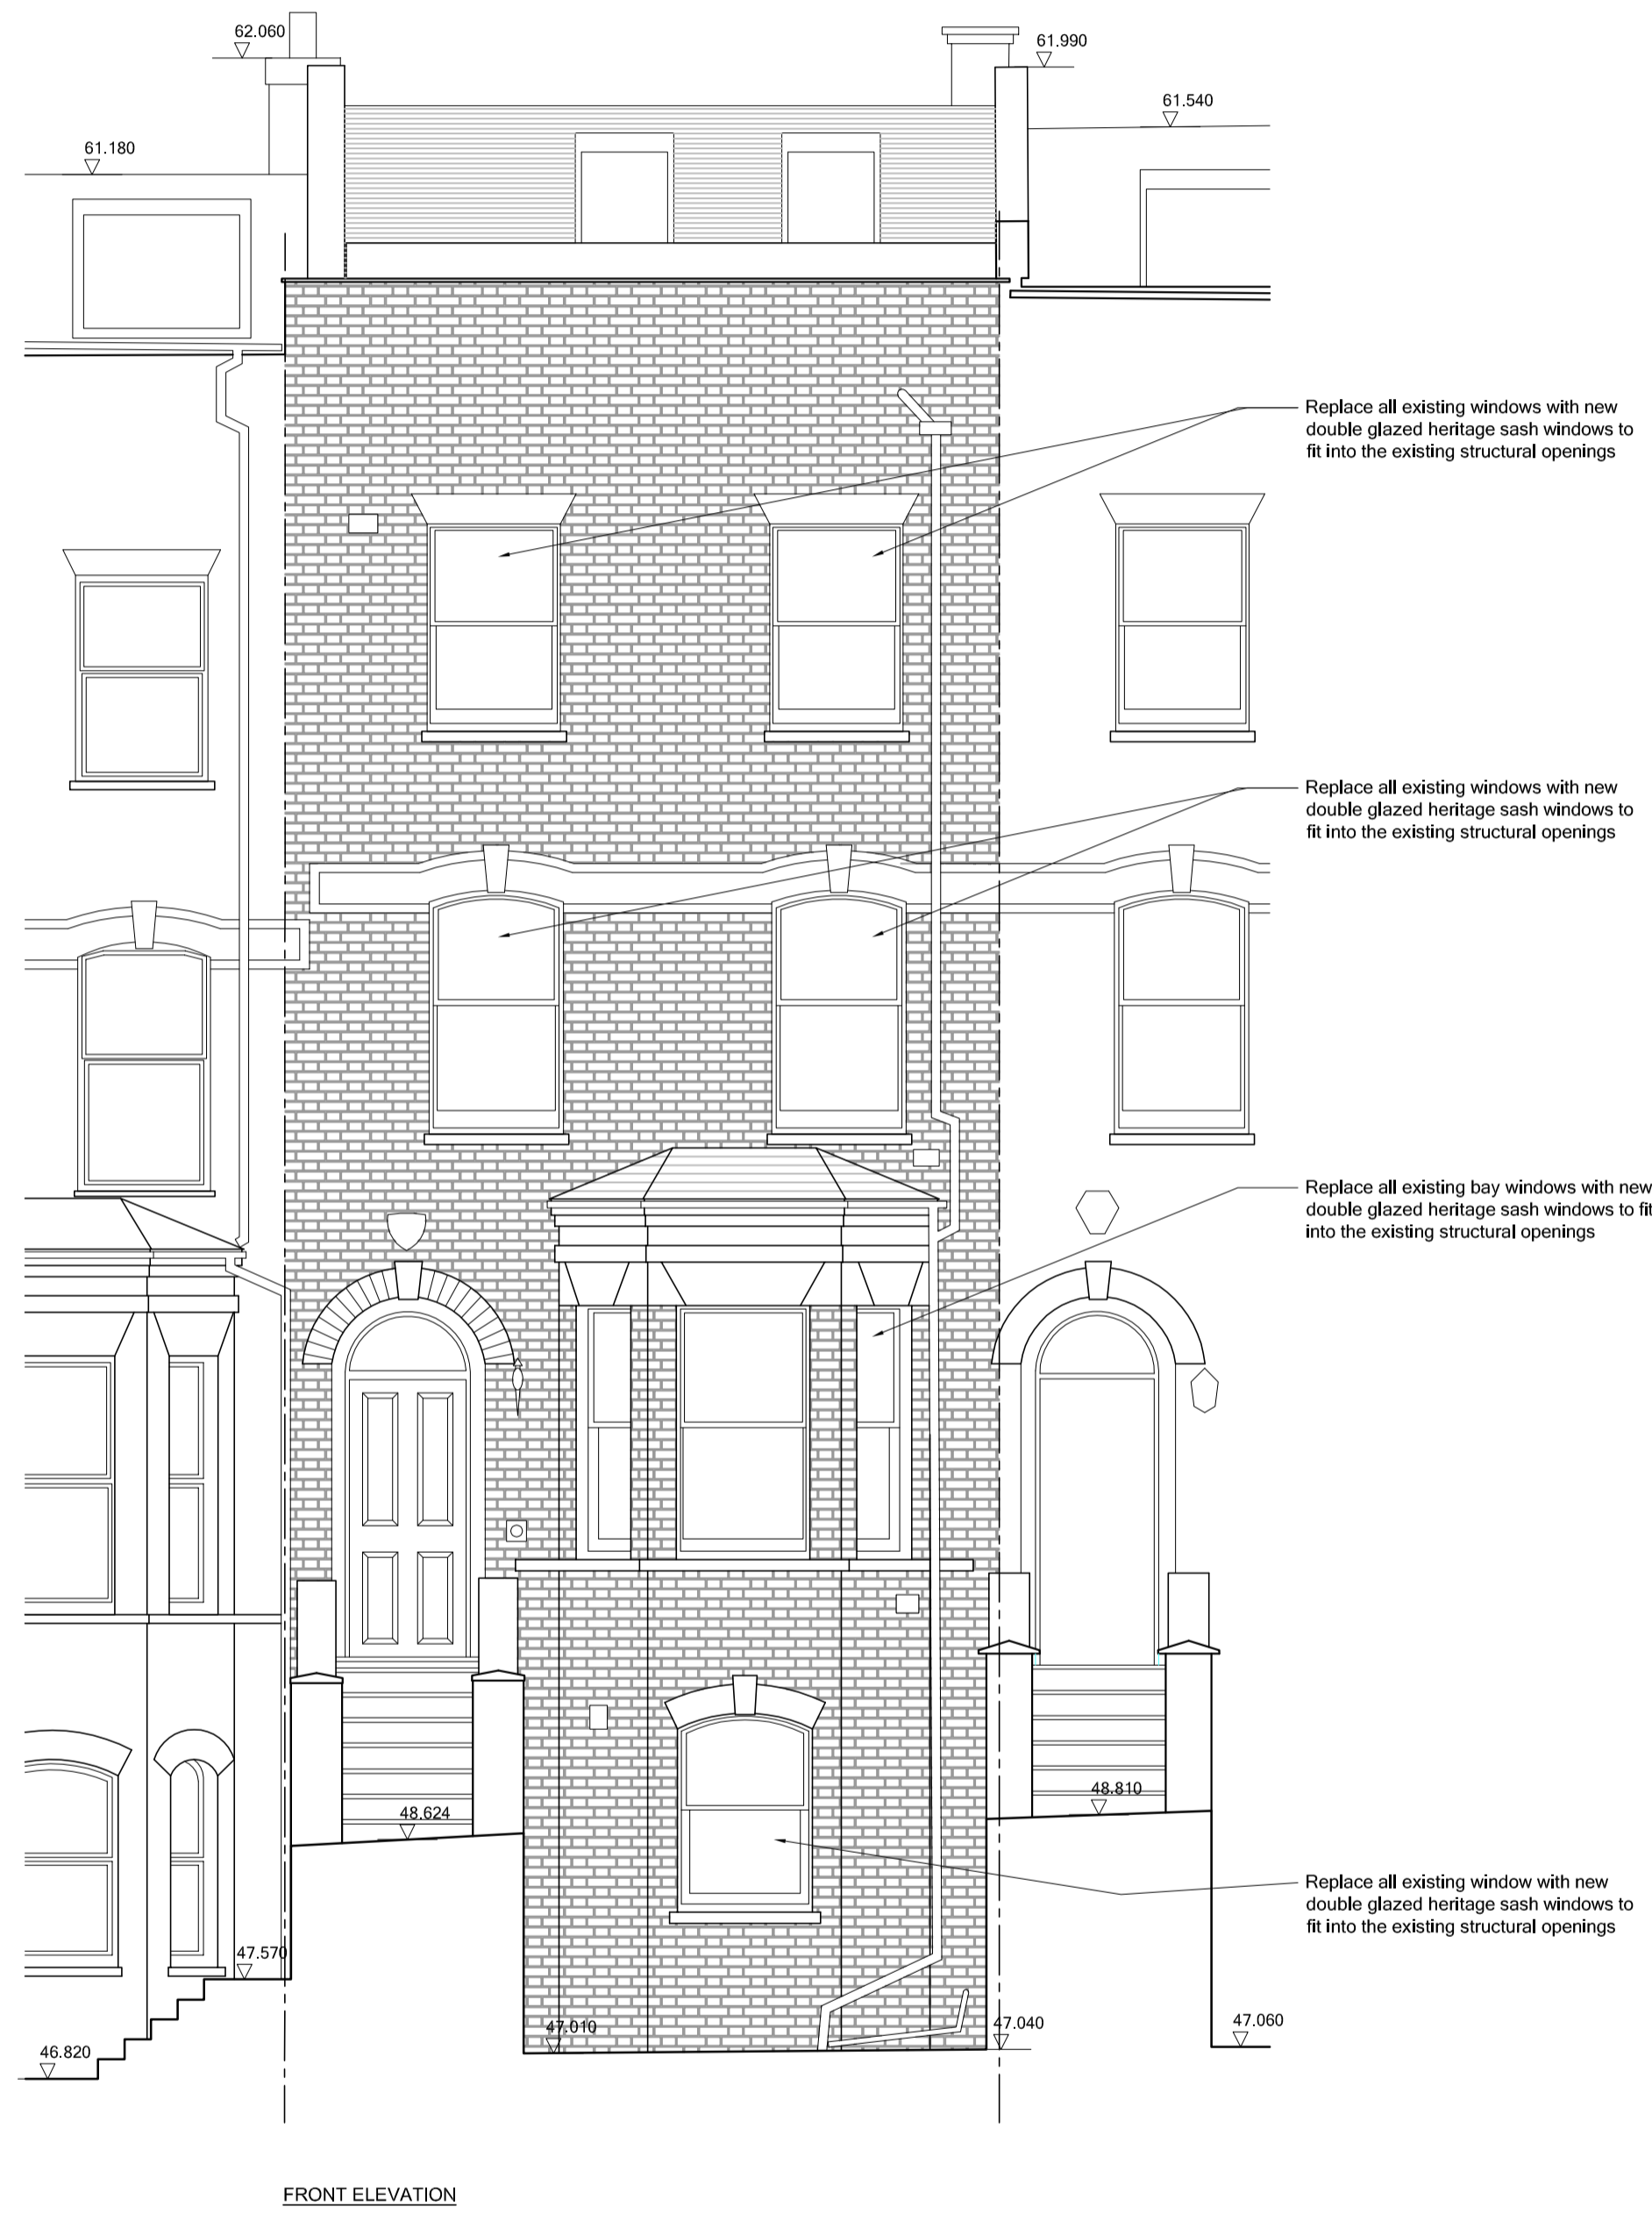 62.060
61.990
61.540
61.180
Replace all existing windows with new
double glazed heritage sash windows to
fit into the existing structural openings
Replace all existing windows with new
double glazed heritage sash windows to
fit into the existing structural openings
Replace all existing bay windows with new
double glazed heritage sash windows to fit
into the existing structural openings
48.810
48.624
Replace all existing window with new
double glazed heritage sash windows to
fit into the existing structural openings
47.570
47.010
47.040
47.060
46.820
FRONT ELEVATION